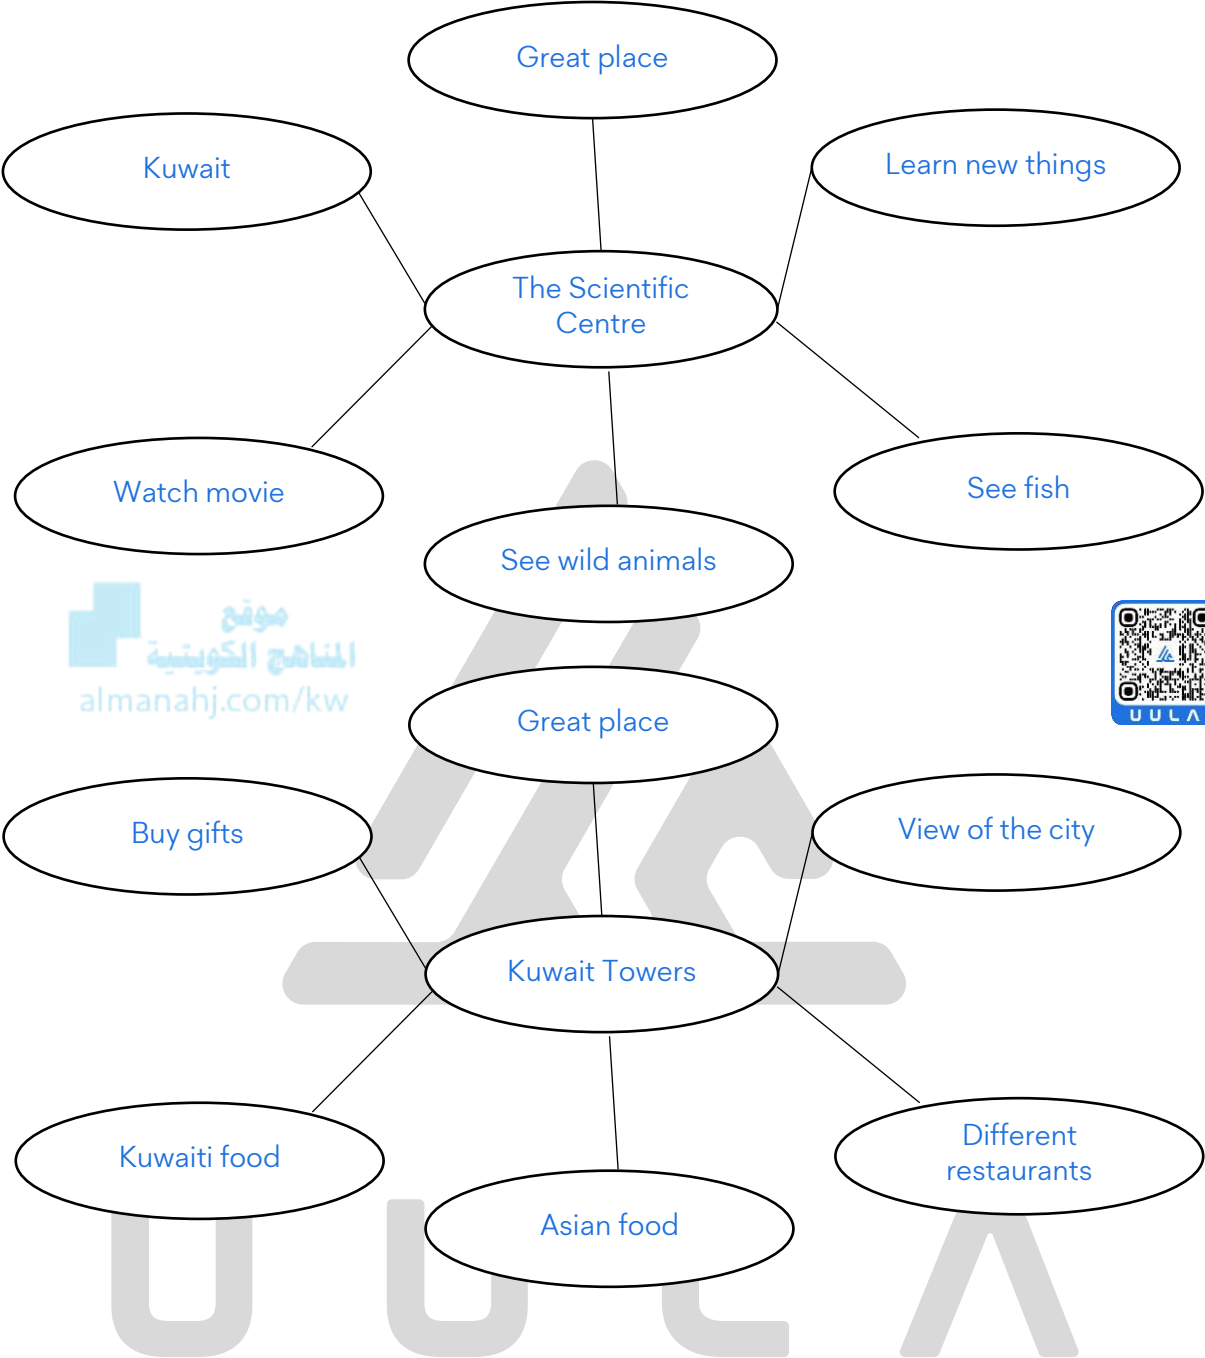 Great place
Kuwait
Learn new things
The Scientific
Centre
Watch movie
See fish
See wild animals
موقع
المناهج الكويتية
almanahj.com/kw
UULA
Great place
Buy gifts
View of the city
Kuwait Towers
Kuwaiti food
Different
restaurants
Asian food
UULA